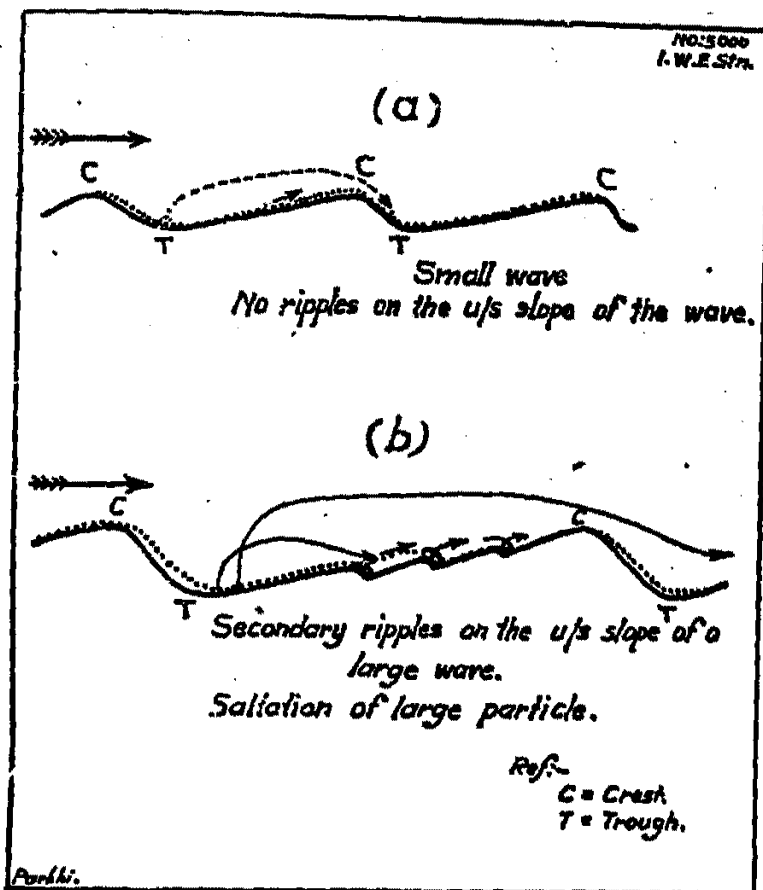 NO:5000
I.W.E.Stn.
(a)
C
C
C
T
T
Small wave
No ripples on the u/s slope of the wave.
(b)
C
C
T
T
Secondary ripples on the u/s slope of a
large wave.
Saltation of large particle.
Ref:-
C = Crest.
T = Trough.
Parkhi.